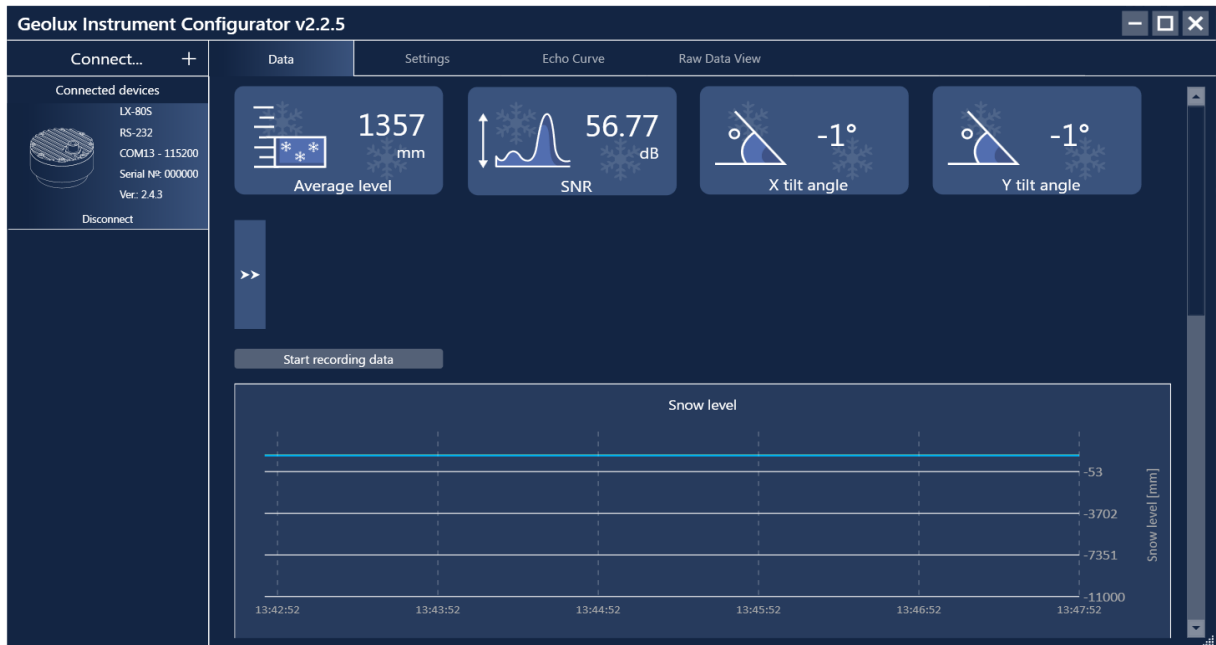 Geolux Instrument Configurator v2.2.5
Connect... +
Data Settings Echo Curve Raw Data View
Connected devices
LX-80S
RS-232
COM13 - 115200
Serial Nº: 000000
Ver.: 2.4.3
Disconnect
1357
mm
Average level
56.77
dB
SNR
-1°
X tilt angle
-1°
Y tilt angle
Start recording data
Snow level
-53
-3702
-7351
-11000
Snow level [mm]
13:42:52 13:43:52 13:44:52 13:45:52 13:46:52 13:47:52